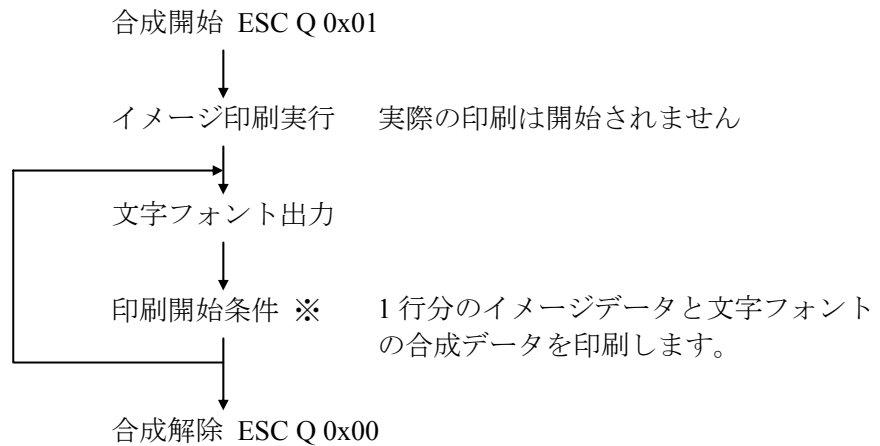 合成開始 ESC Q 0x01
イメージ印刷実行 実際の印刷は開始されません
文字フォント出力
印刷開始条件 ※ 1 行分のイメージデータと文字フォント
の合成データを印刷します。
合成解除 ESC Q 0x00